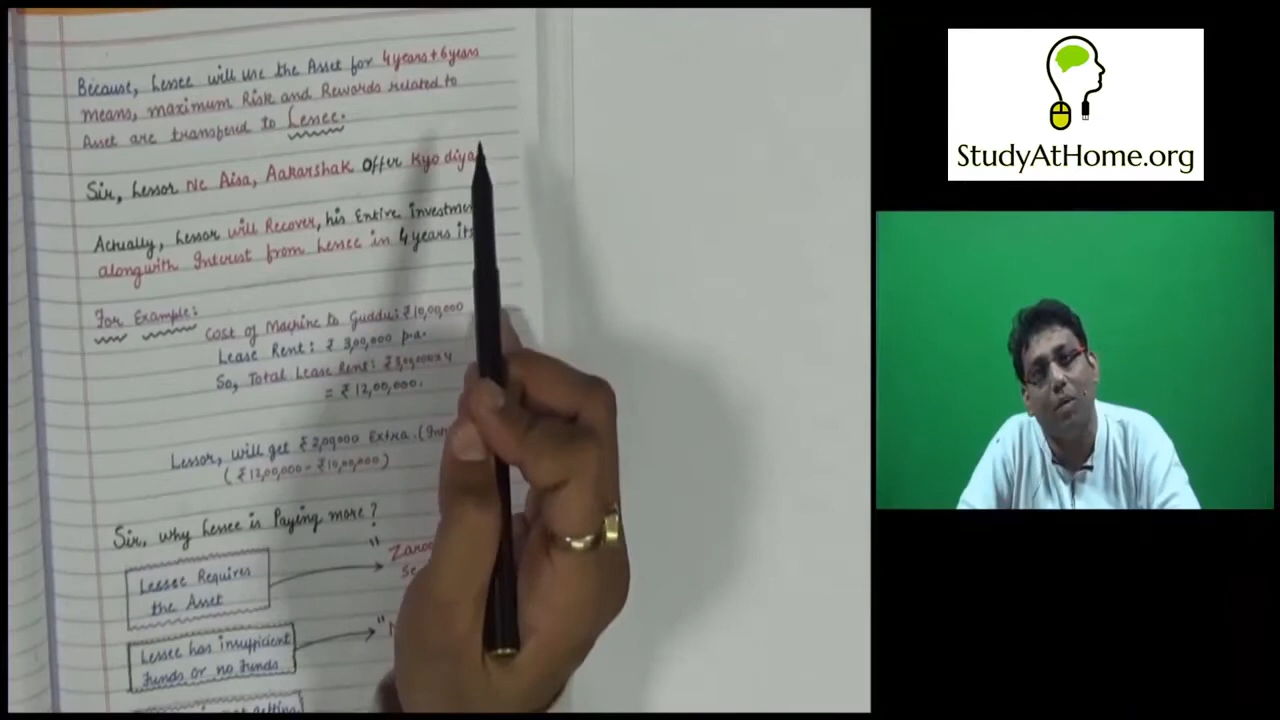 Because, Lessee will use the Asset for 4 years + 6 years
means, maximum Risk and Rewards related to
Asset are transferd to Lessee.
Sir, Lessor Ne Aisa, Aakarshak Offer Kyo diya
Actually, Lessor will Recover, his Entire
alongwith Interest from Lessee in 4 years
For Example:
Cost of Machine to Guddu: ₹ 10,00,000
Lease Rent: ₹ 3,00,000 p.a.
So, Total Lease Rent: ₹ 3,00,000 x 4
= ₹ 12,00,000.
Lessor, will get ₹ 2,00,000 Extra.
( ₹ 12,00,000 - ₹ 10,00,000 )
Sir, why Lessee is Paying more?
Lessee Requires
the Asset
Lessee has insufficient
Funds or no Funds
StudyAtHome.org